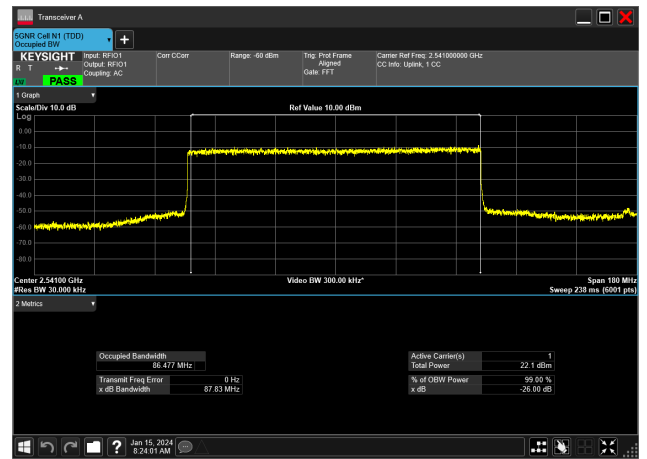 Transceiver A
5GNR Cell N1 (TDD)
Occupied BW
KEYSIGHT Input: RFIO1 Corr CCorr Range: -60 dBm Trig: Prot Frame Carrier Ref Freq: 2.541000000 GHz
R T Output: RFIO1 Aligned CC Info: Uplink, 1 CC
Coupling: AC Gate: FFT
PASS
1 Graph
Scale/Div 10.0 dB Ref Value 10.00 dBm
Log
0.00
-10.0
-20.0
-30.0
-40.0
-50.0
-60.0
-70.0
-80.0
Center 2.54100 GHz Video BW 300.00 kHz* Span 180 MHz
#Res BW 30.000 kHz Sweep 238 ms (6001 pts)
2 Metrics
Occupied Bandwidth Active Carrier(s) 1
86.477 MHz Total Power 22.1 dBm
Transmit Freq Error 0 Hz % of OBW Power 99.00 %
x dB Bandwidth 87.83 MHz x dB -26.00 dB
Jan 15, 2024
8:24:01 AM